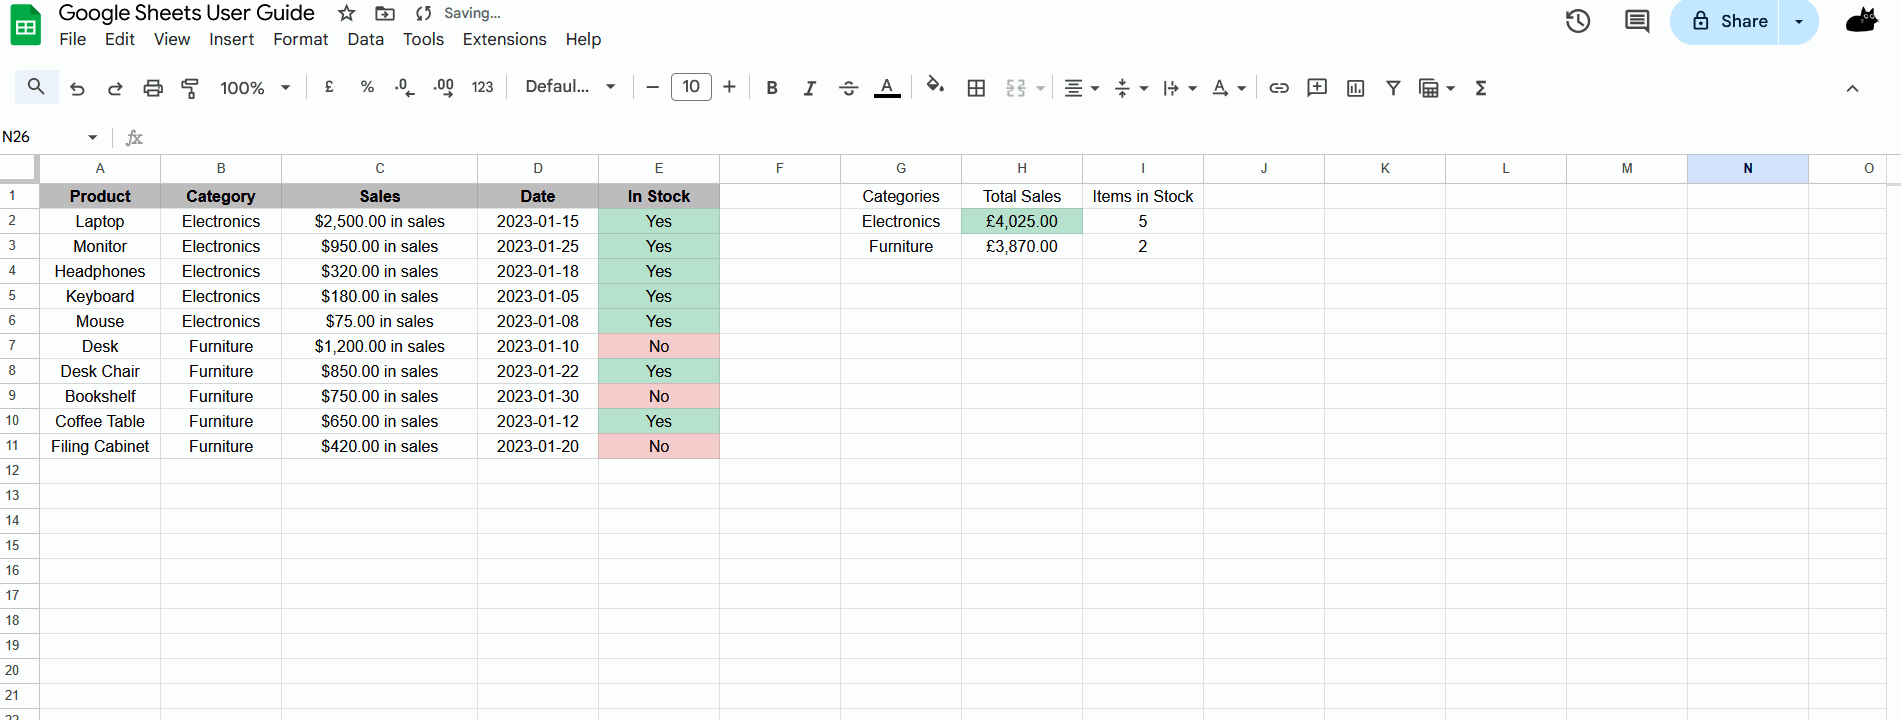 Google Sheets User Guide Saving...
File Edit View Insert Format Data Tools Extensions Help
Share
100% £ % .0 .00 123 Defaul... 10 B I A A Σ
N26 fx
A B C D E F G H I J K L M N O
1 Product Category Sales Date In Stock Categories Total Sales Items in Stock
2 Laptop Electronics $2,500.00 in sales 2023-01-15 Yes Electronics £4,025.00 5
3 Monitor Electronics $950.00 in sales 2023-01-25 Yes Furniture £3,870.00 2
4 Headphones Electronics $320.00 in sales 2023-01-18 Yes
5 Keyboard Electronics $180.00 in sales 2023-01-05 Yes
6 Mouse Electronics $75.00 in sales 2023-01-08 Yes
7 Desk Furniture $1,200.00 in sales 2023-01-10 No
8 Desk Chair Furniture $850.00 in sales 2023-01-22 Yes
9 Bookshelf Furniture $750.00 in sales 2023-01-30 No
10 Coffee Table Furniture $650.00 in sales 2023-01-12 Yes
11 Filing Cabinet Furniture $420.00 in sales 2023-01-20 No
12
13
14
15
16
17
18
19
20
21
22